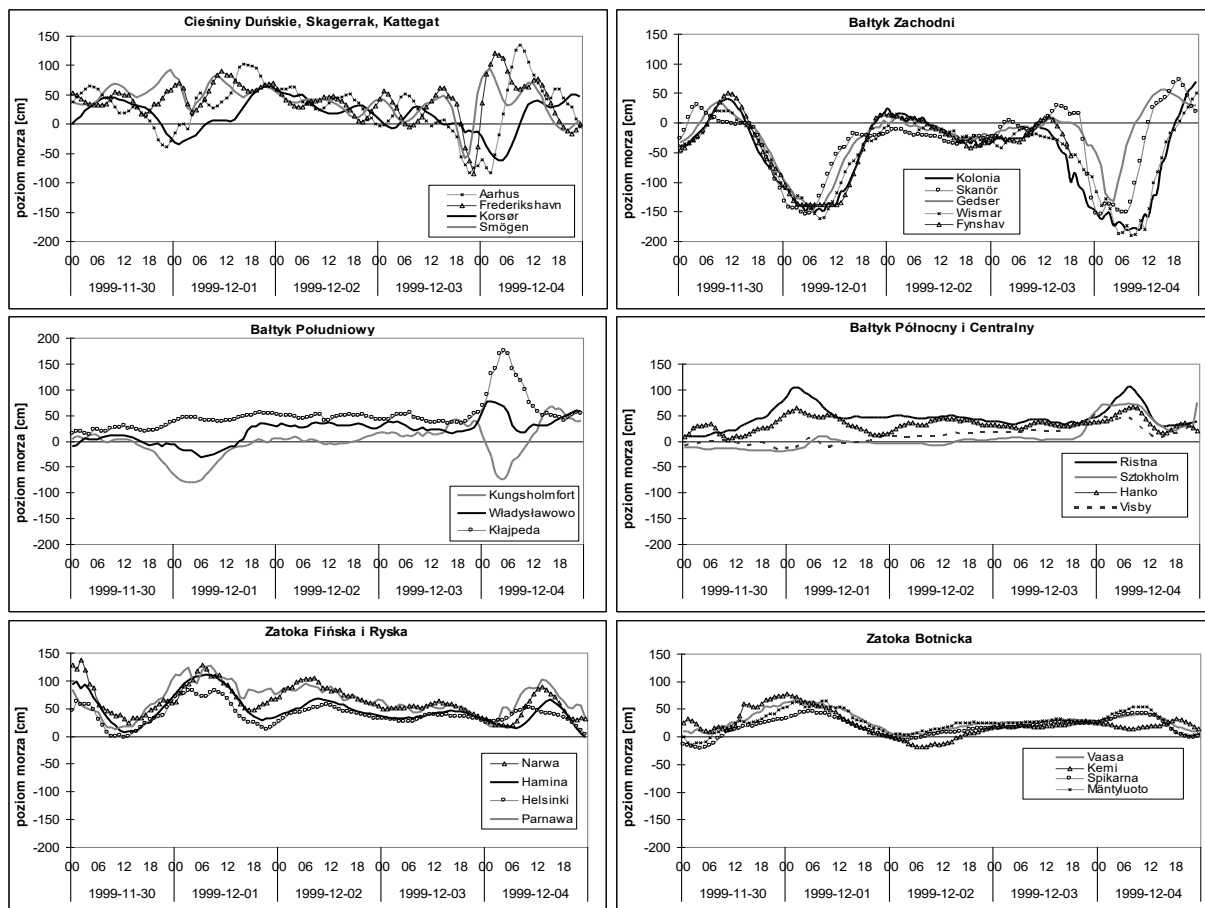 Cieśniny Duńskie, Skagerrak, Kattegat
poziom morza [cm]
150
100
50
0
-50
-100
-150
-200
Aarhus
Frederikshavn
Korsør
Smögen
00 06 12 18 00 06 12 18 00 06 12 18 00 06 12 18 00 06 12 18
1999-11-30 1999-12-01 1999-12-02 1999-12-03 1999-12-04
Bałtyk Zachodni
poziom morza [cm]
150
100
50
0
-50
-100
-150
-200
Kolonia
Skanör
Gedser
Wismar
Fynshav
00 06 12 18 00 06 12 18 00 06 12 18 00 06 12 18 00 06 12 18
1999-11-30 1999-12-01 1999-12-02 1999-12-03 1999-12-04
Bałtyk Południowy
poziom morza [cm]
200
150
100
50
0
-50
-100
-150
-200
Kungsholmfort
Władysławowo
Kłajpeda
00 06 12 18 00 06 12 18 00 06 12 18 00 06 12 18 00 06 12 18
1999-11-30 1999-12-01 1999-12-02 1999-12-03 1999-12-04
Bałtyk Północny i Centralny
poziom morza [cm]
150
100
50
0
-50
-100
-150
-200
Ristna
Sztokholm
Hanko
Visby
00 06 12 18 00 06 12 18 00 06 12 18 00 06 12 18 00 06 12 18
1999-11-30 1999-12-01 1999-12-02 1999-12-03 1999-12-04
Zatoka Fińska i Ryska
poziom morza [cm]
150
100
50
0
-50
-100
-150
-200
Narwa
Hamina
Helsinki
Parnawa
00 06 12 18 00 06 12 18 00 06 12 18 00 06 12 18 00 06 12 18
1999-11-30 1999-12-01 1999-12-02 1999-12-03 1999-12-04
Zatoka Botnicka
poziom morza [cm]
150
100
50
0
-50
-100
-150
-200
Vaasa
Kemi
Spikarna
Mäntyluoto
00 06 12 18 00 06 12 18 00 06 12 18 00 06 12 18 00 06 12 18
1999-11-30 1999-12-01 1999-12-02 1999-12-03 1999-12-04